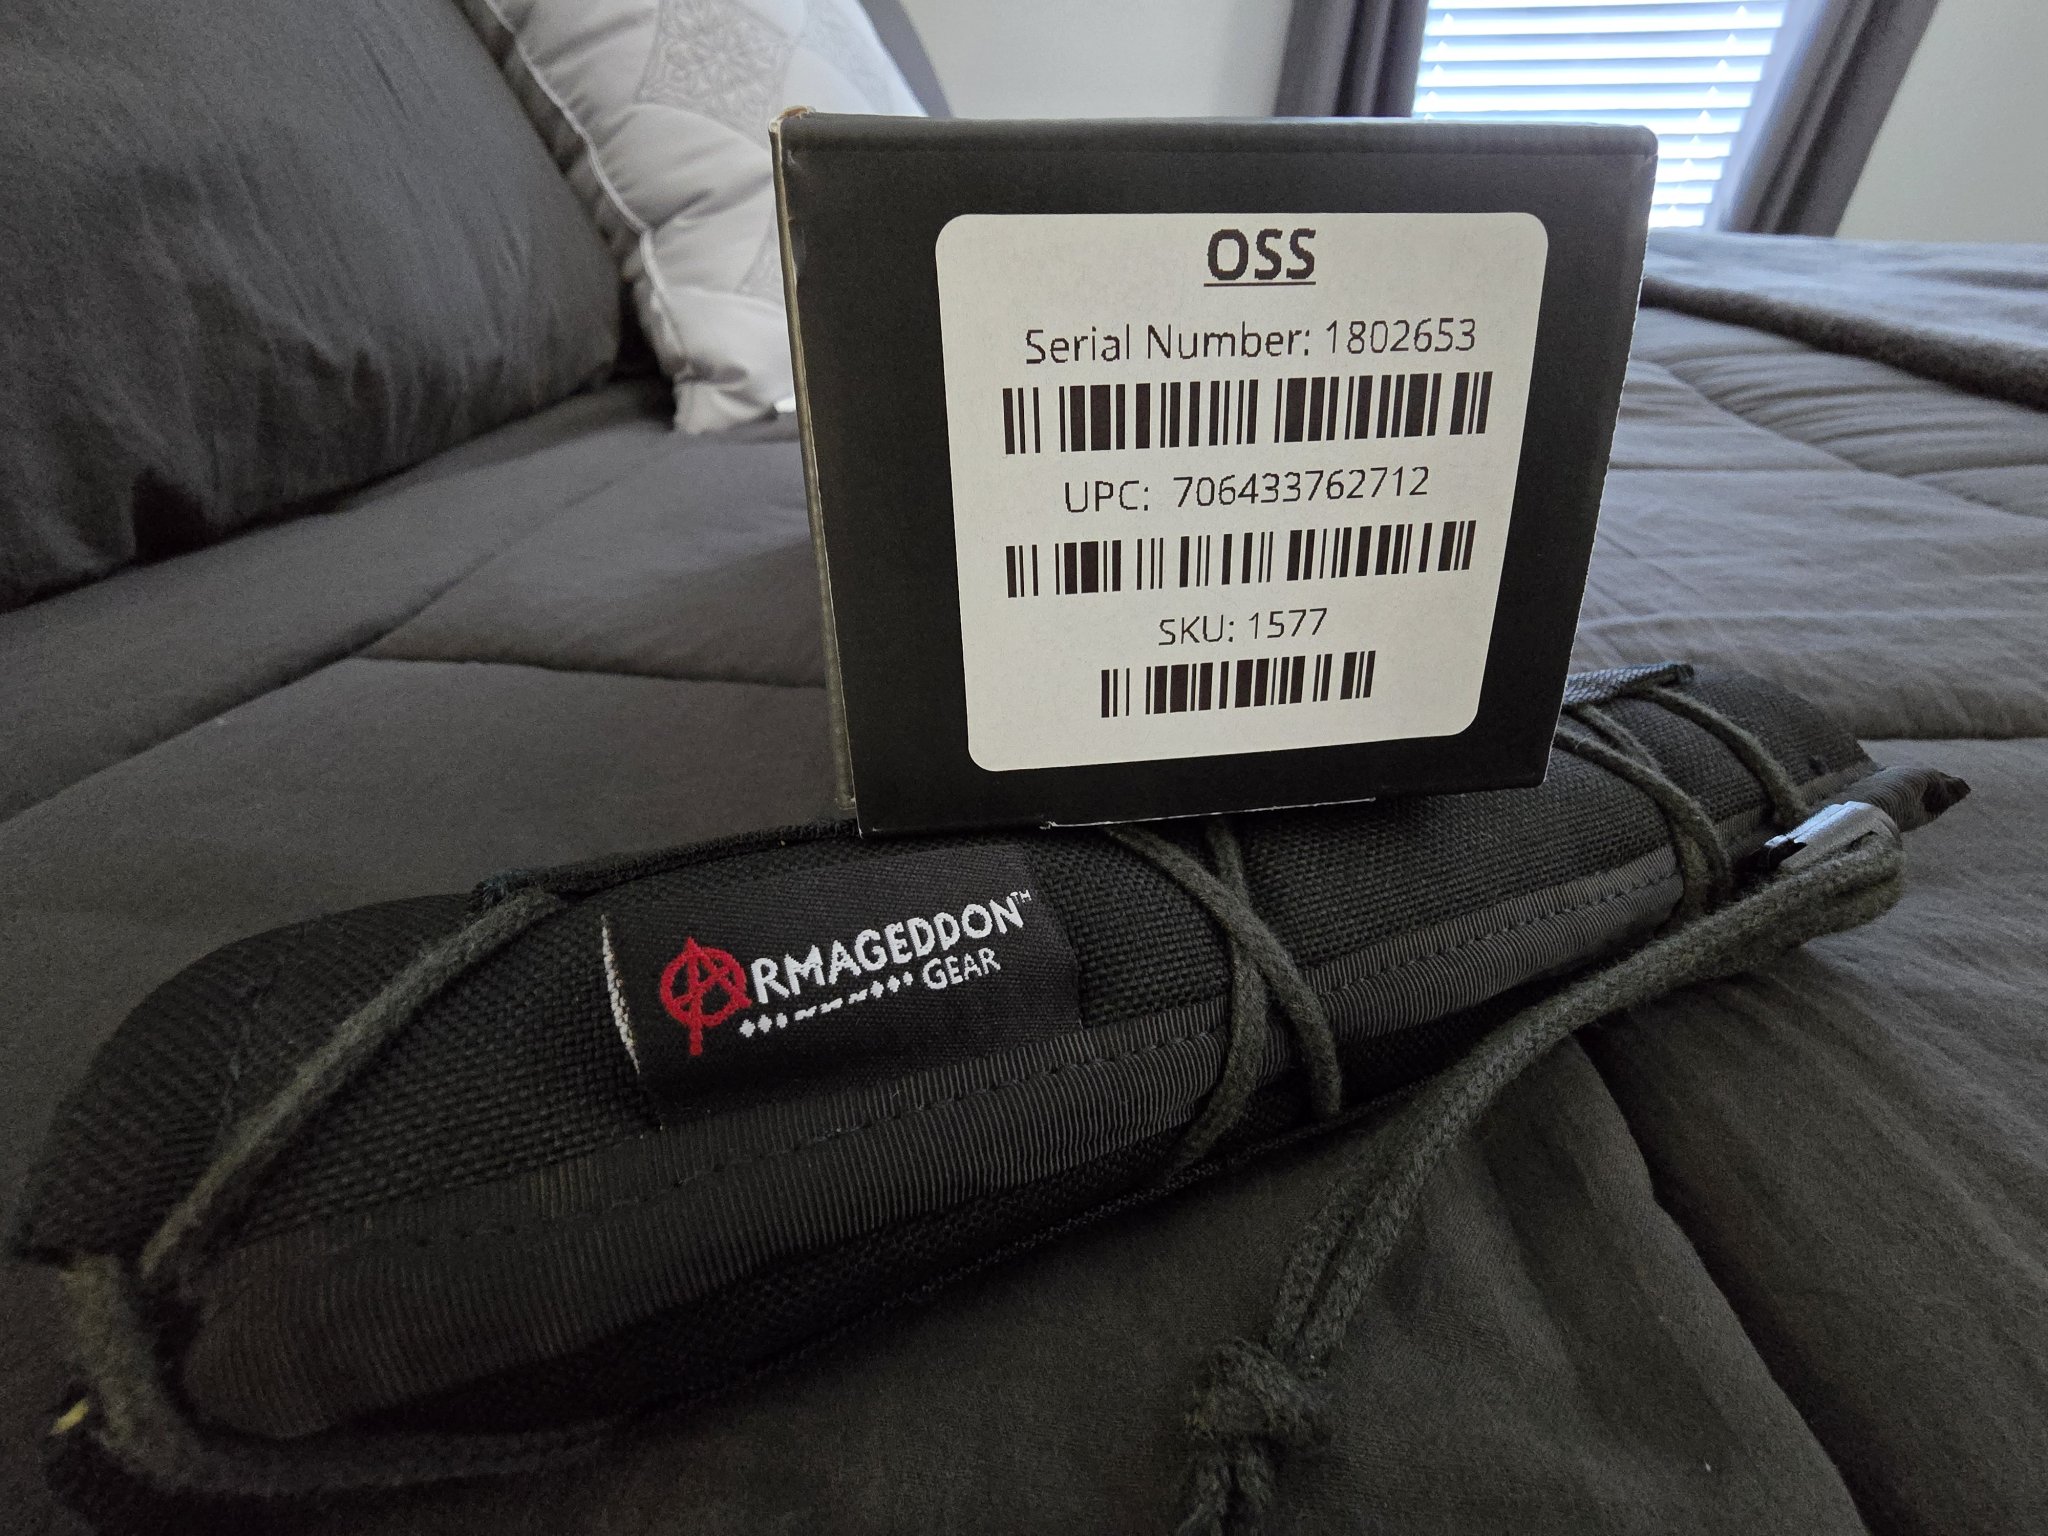 OSS
Serial Number: 1802653
UPC: 706433762712
SKU: 1577
ARMAGEDDON™
GEAR